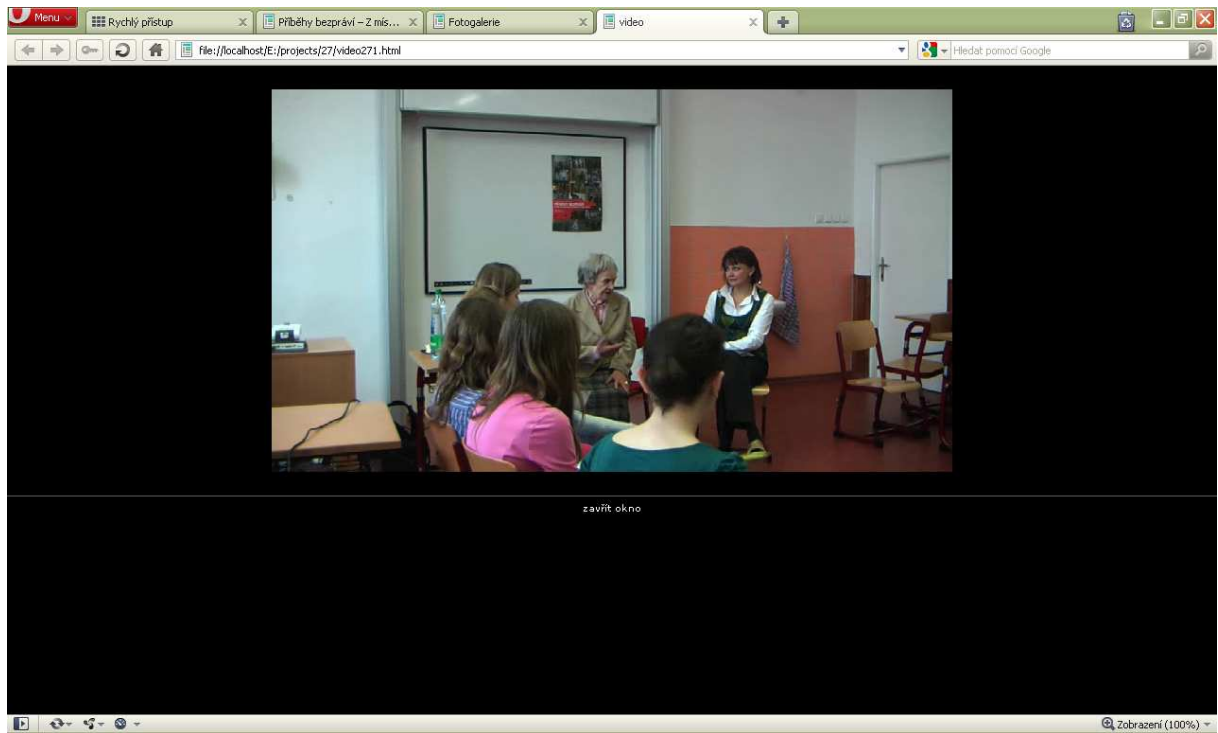 Menu
Rychlý přístup
Příběhy bezpráví – Z mís...
Fotogalerie
video
file://localhost/E:/projects/27/video271.html
Hledat pomocí Google
zavřít okno
Zobrazení (100%)